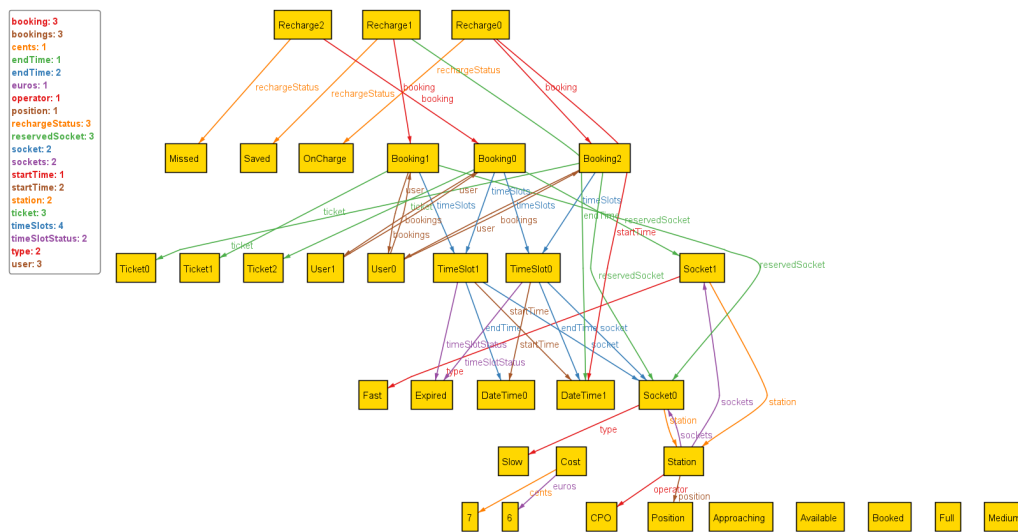 booking: 3
bookings: 3
cents: 1
endTime: 1
endTime: 2
euros: 1
operator: 1
position: 1
rechargeStatus: 3
reservedSocket: 3
socket: 2
sockets: 2
startTime: 1
startTime: 2
station: 2
ticket: 3
timeSlots: 4
timeSlotStatus: 2
type: 2
user: 3
Recharge2
Recharge1
Recharge0
rechargeStatus
rechargeStatus
rechargeStatus
booking
booking
booking
Missed
Saved
OnCharge
Booking1
Booking0
Booking2
user
user
timeSlots
timeSlots
timeSlots
ticket
ticket
ticket
bookings
bookings
bookings
user
endTime
reservedSocket
startTime
reservedSocket
reservedSocket
Ticket0
Ticket1
Ticket2
User1
User0
TimeSlot1
TimeSlot0
Socket1
startTime
endTime
startTime
endTime
socket
socket
timeSlotStatus
timeSlotStatus
type
Fast
Expired
DateTime0
DateTime1
Socket0
sockets
station
station
sockets
type
Slow
Cost
Station
cents
euros
operator
position
7
6
CPO
Position
Approaching
Available
Booked
Full
Medium